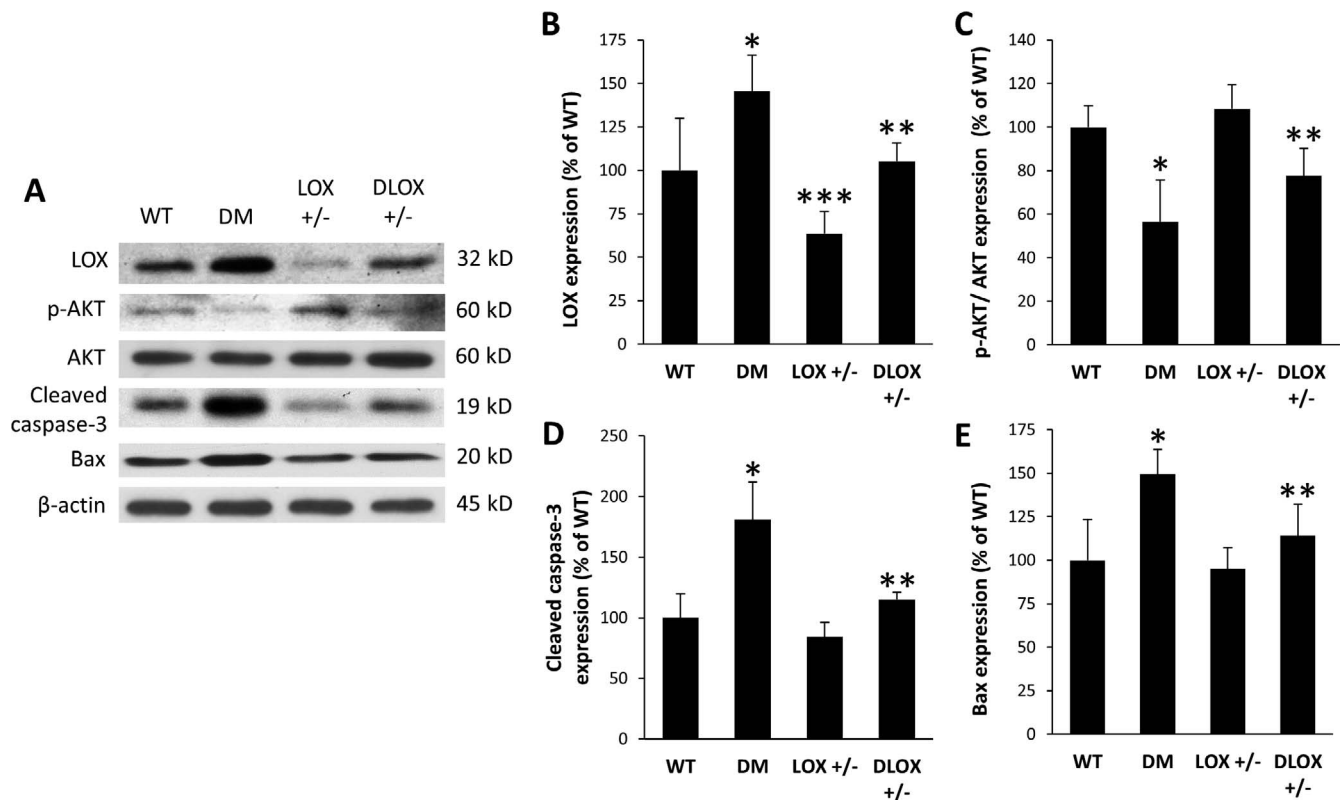 A
WT DM LOX +/- DLOX +/-
LOX 32 kD
p-AKT 60 kD
AKT 60 kD
Cleaved caspase-3 19 kD
Bax 20 kD
β-actin 45 kD
B
LOX expression (% of WT)
175
150
125
100
75
50
25
0
*
***
**
WT DM LOX +/- DLOX +/-
C
p-AKT/ AKT expression (% of WT)
140
120
100
80
60
40
20
0
*
**
WT DM LOX +/- DLOX +/-
D
Cleaved caspase-3
expression (% of WT)
250
200
150
100
50
0
*
**
WT DM LOX +/- DLOX +/-
E
Bax expression (% of WT)
175
150
125
100
75
50
25
0
*
**
WT DM LOX +/- DLOX +/-